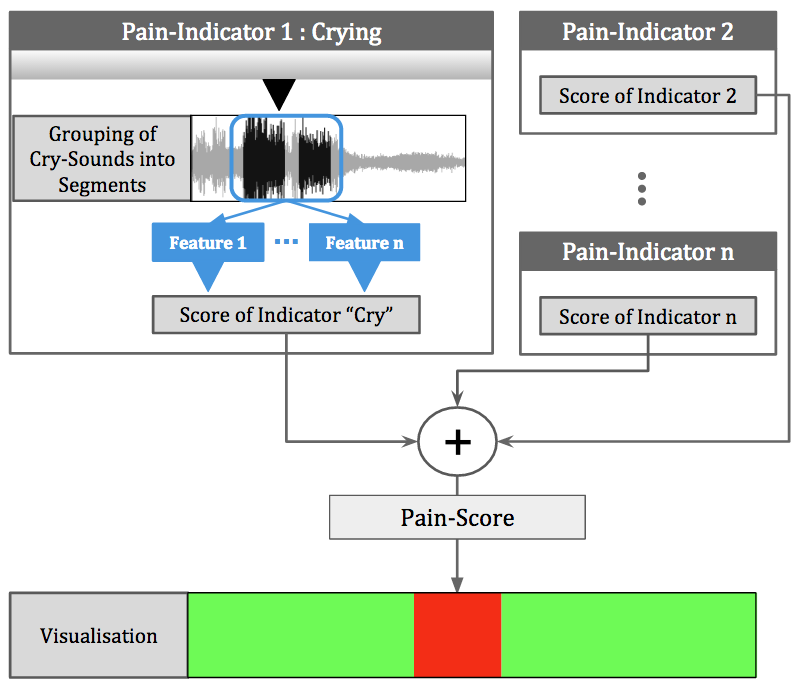 Pain-Indicator 1 : Crying
Grouping of
Cry-Sounds into
Segments
Feature 1
Feature n
Score of Indicator “Cry”
Pain-Indicator 2
Score of Indicator 2
Pain-Indicator n
Score of Indicator n
+
Pain-Score
Visualisation